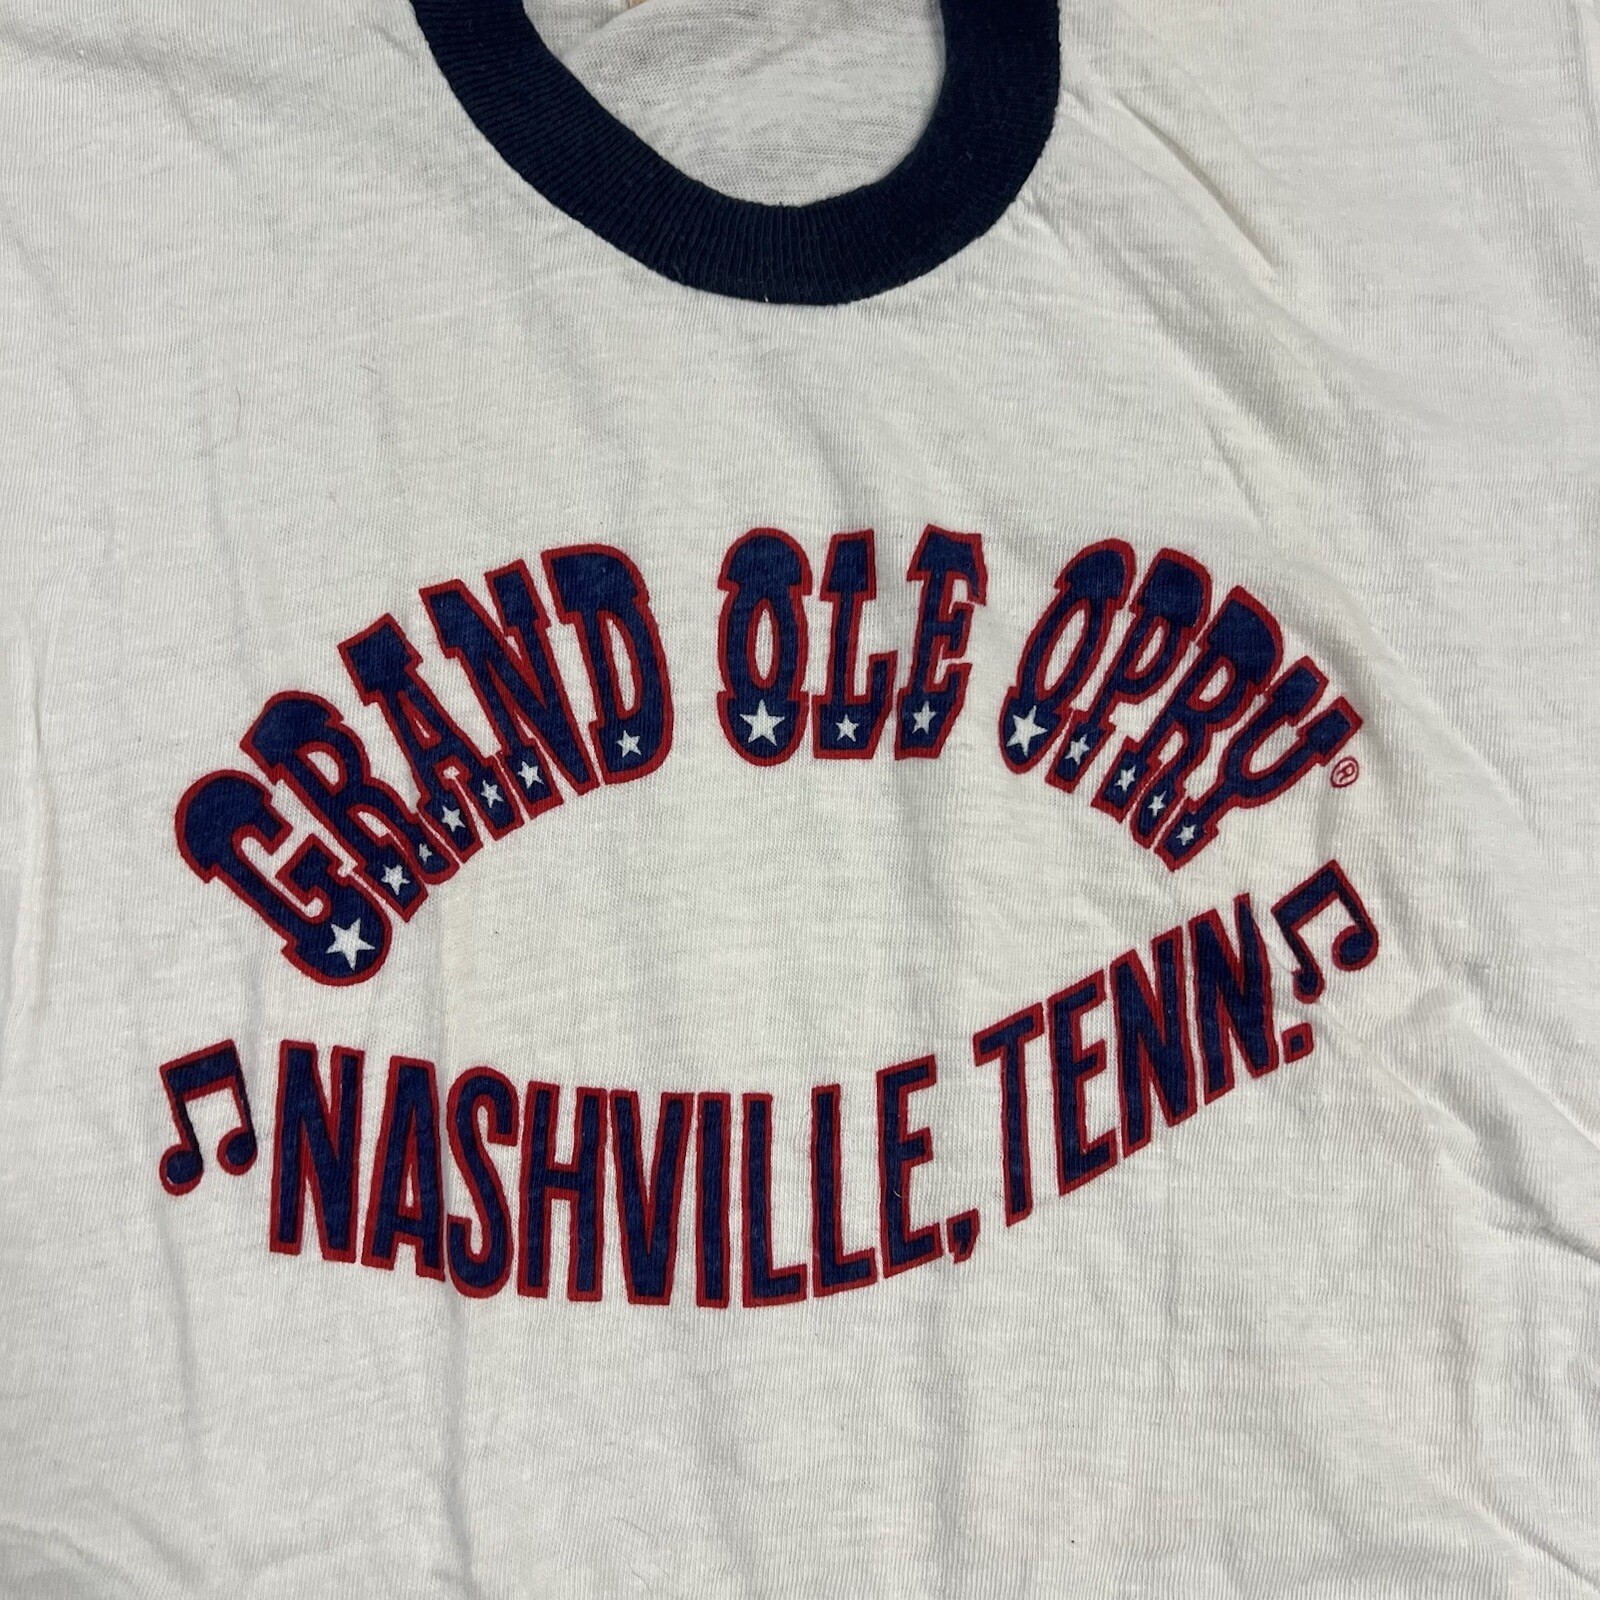 GRAND OLE OPRY®
NASHVILLE, TENN.